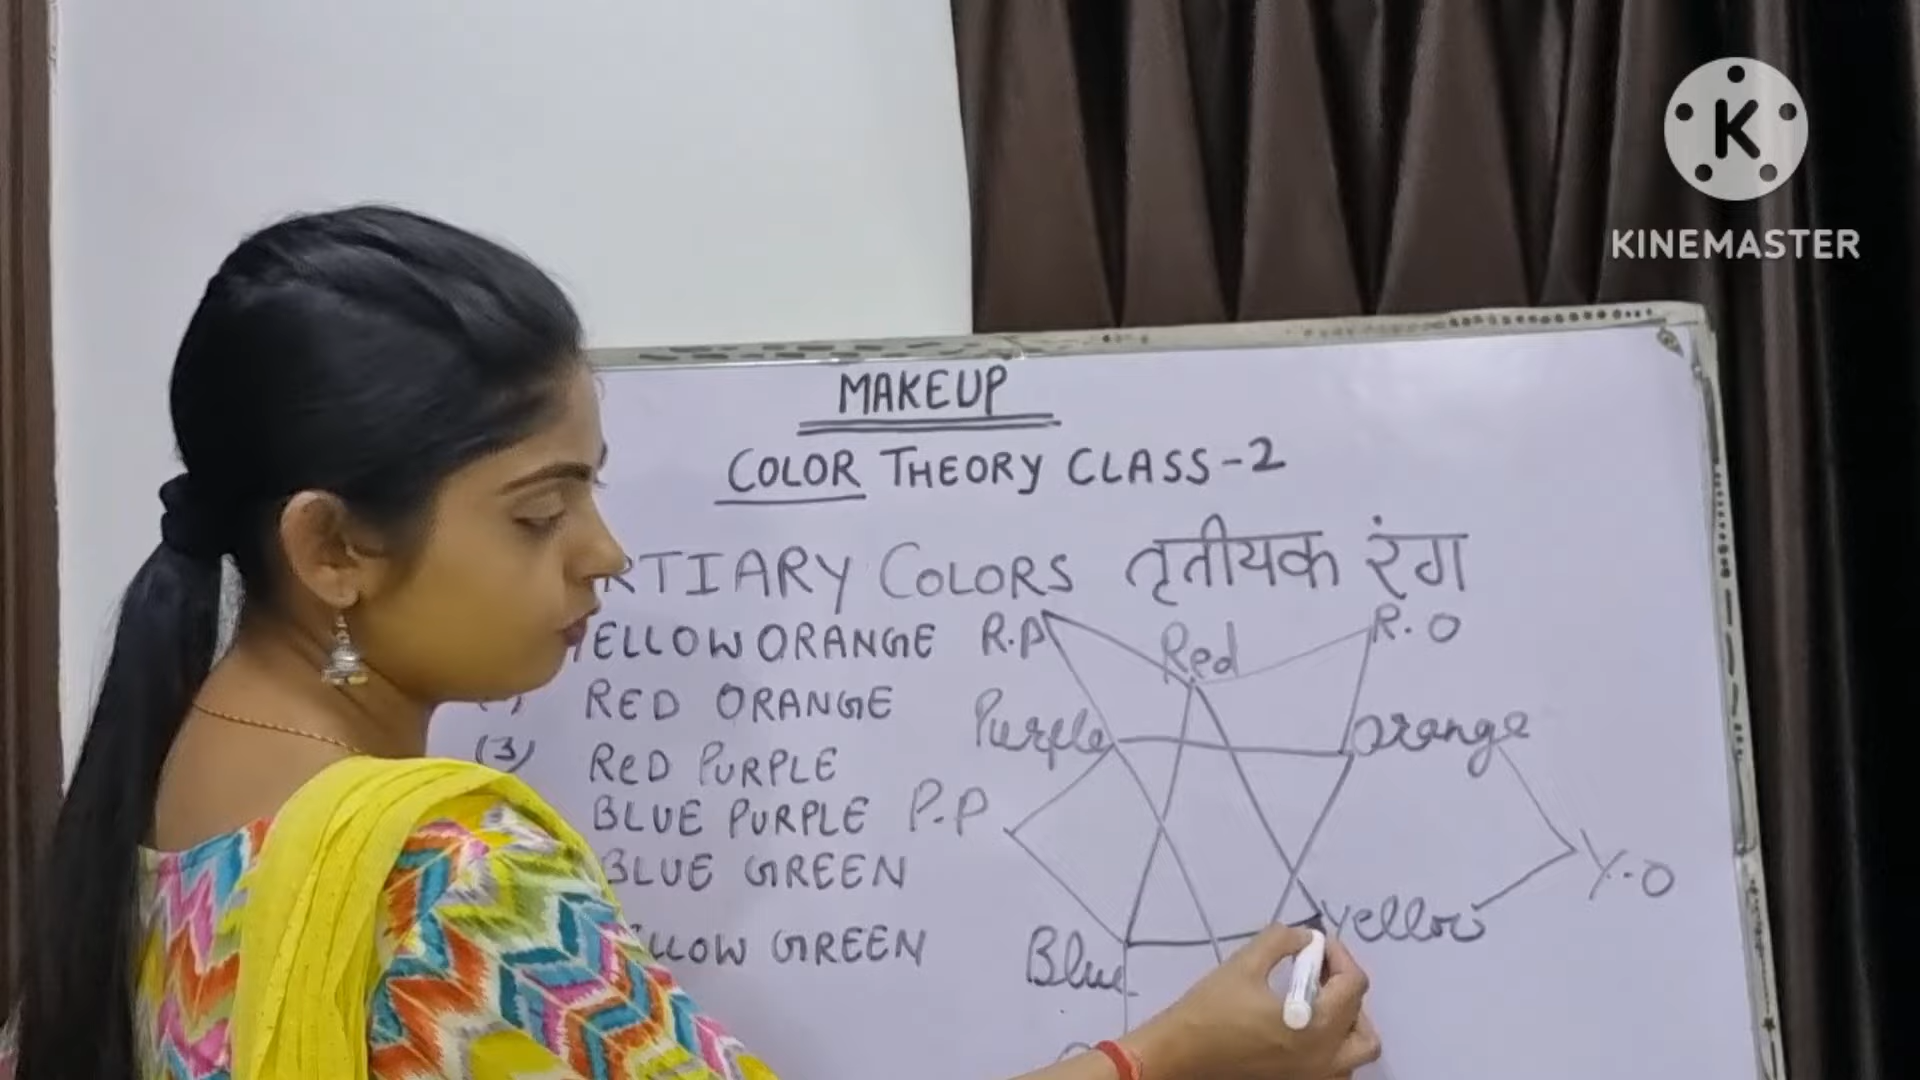 K
KINEMASTER
MAKEUP
COLOR THEORY CLASS-2
RTIARY COLORS तृतीयक रंग
YELLOW ORANGE
RED ORANGE
(3) RED PURPLE
BLUE PURPLE
BLUE GREEN
LLOW GREEN
R.P
Red
R.O
Purple
Orange
P.P
Y.O
Blue
Yellow